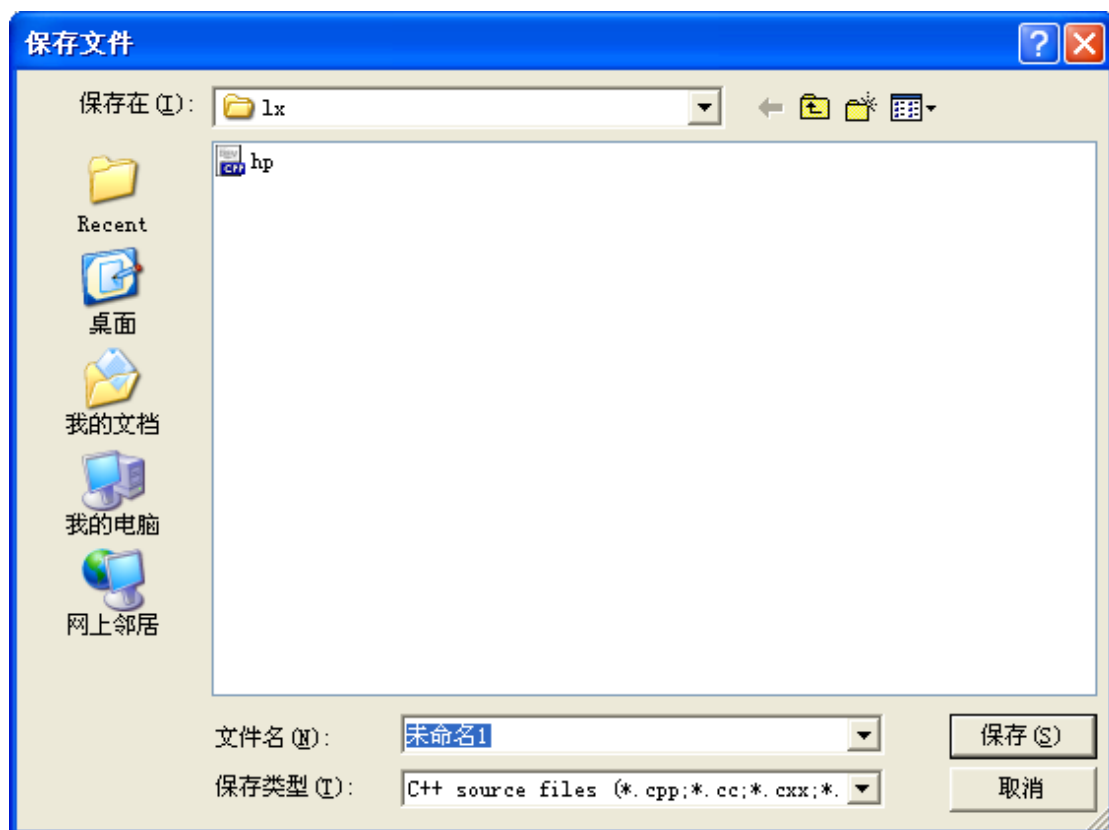 保存文件
保存在(I):
lx
hp
Recent
桌面
我的文档
我的电脑
网上邻居
文件名(N):
未命名1
保存(S)
保存类型(T):
C++ source files (*.cpp;*.cc;*.cxx;*.
取消